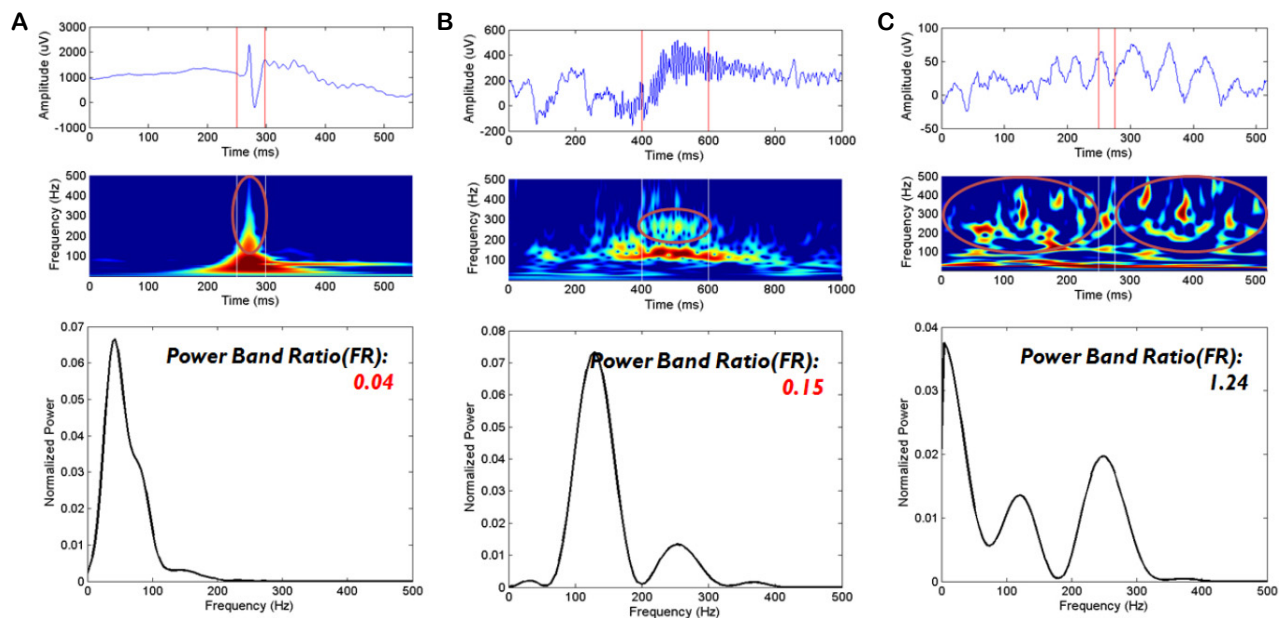 A
Amplitude (uV)
3000
2000
1000
0
-1000
0 100 200 300 400 500
Time (ms)
Frequency (Hz)
500
400
300
200
100
0 100 200 300 400 500
Time (ms)
Power Band Ratio(FR):
0.04
Normalized Power
0.07
0.06
0.05
0.04
0.03
0.02
0.01
0
0 100 200 300 400 500
Frequency (Hz)
B
Amplitude (uV)
600
400
200
0
-200
0 200 400 600 800 1000
Time (ms)
Frequency (Hz)
500
400
300
200
100
0 200 400 600 800 1000
Time (ms)
Power Band Ratio(FR):
0.15
Normalized Power
0.08
0.07
0.06
0.05
0.04
0.03
0.02
0.01
0
0 100 200 300 400 500
Frequency (Hz)
C
Amplitude (uV)
100
50
0
-50
0 100 200 300 400 500
Time (ms)
Frequency (Hz)
500
400
300
200
100
0 100 200 300 400 500
Time (ms)
Power Band Ratio(FR):
1.24
Normalized Power
0.04
0.03
0.02
0.01
0
0 100 200 300 400 500
Frequency (Hz)